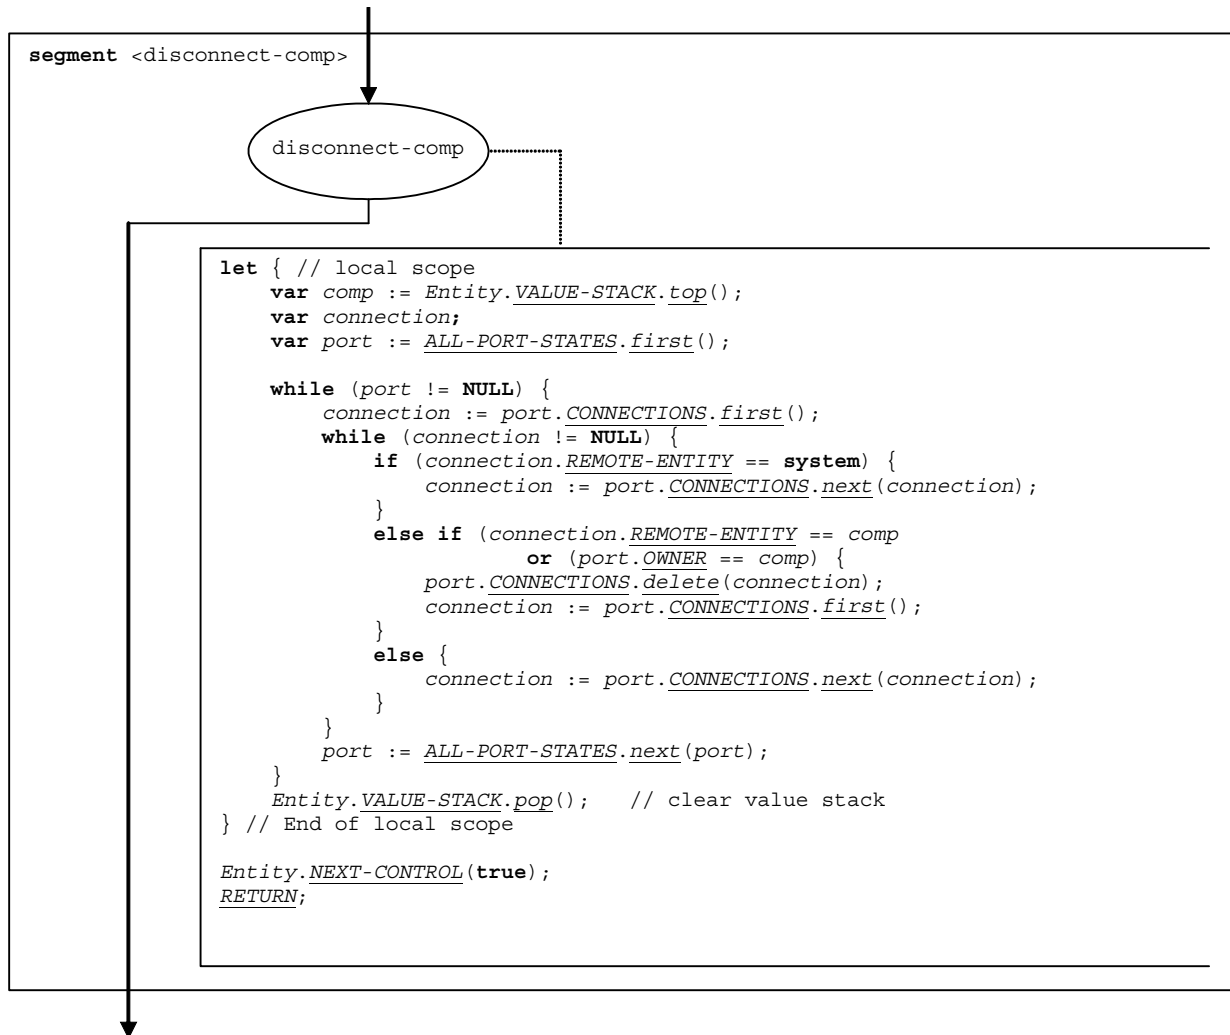 segment <disconnect-comp>
disconnect-comp
let { // local scope
var comp := Entity.VALUE-STACK.top();
var connection;
var port := ALL-PORT-STATES.first();
while (port != NULL) {
connection := port.CONNECTIONS.first();
while (connection != NULL) {
if (connection.REMOTE-ENTITY == system) {
connection := port.CONNECTIONS.next(connection);
}
else if (connection.REMOTE-ENTITY == comp
or (port.OWNER == comp) {
port.CONNECTIONS.delete(connection);
connection := port.CONNECTIONS.first();
}
else {
connection := port.CONNECTIONS.next(connection);
}
}
port := ALL-PORT-STATES.next(port);
}
Entity.VALUE-STACK.pop(); // clear value stack
} // End of local scope
Entity.NEXT-CONTROL(true);
RETURN;